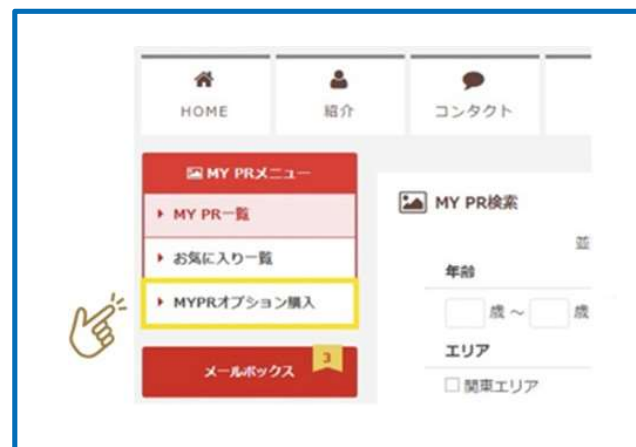 HOME
紹介
コンタクト
MY PRメニュー
MY PR一覧
お気に入り一覧
MYPRオプション購入
3
メールボックス
MY PR検索
並
年齢
歳 ～ 歳
エリア
関東エリア